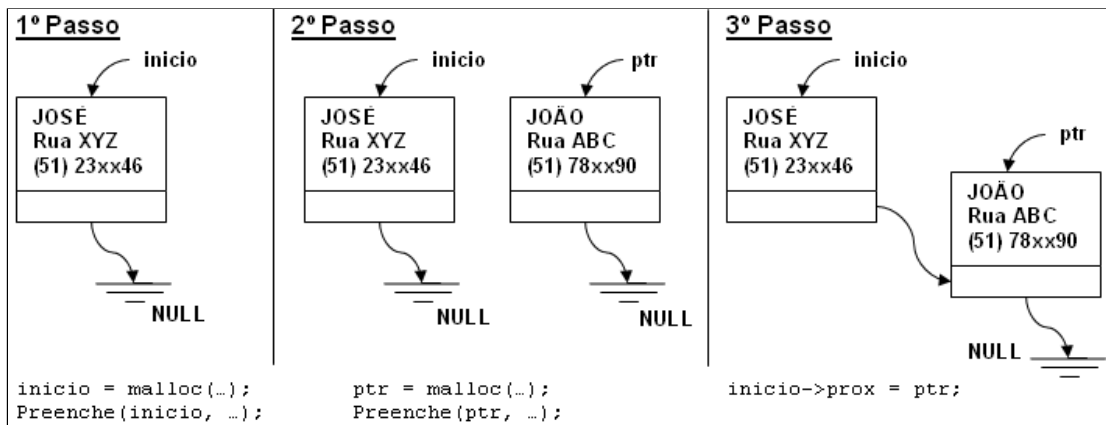 1º Passo
inicio
JOSÉ
Rua XYZ
(51) 23xx46
NULL
inicio = malloc(…);
Preenche(inicio, …);
2º Passo
inicio
JOSÉ
Rua XYZ
(51) 23xx46
NULL
ptr
JOÃO
Rua ABC
(51) 78xx90
NULL
ptr = malloc(…);
Preenche(ptr, …);
3º Passo
inicio
JOSÉ
Rua XYZ
(51) 23xx46
ptr
JOÃO
Rua ABC
(51) 78xx90
NULL
inicio->prox = ptr;